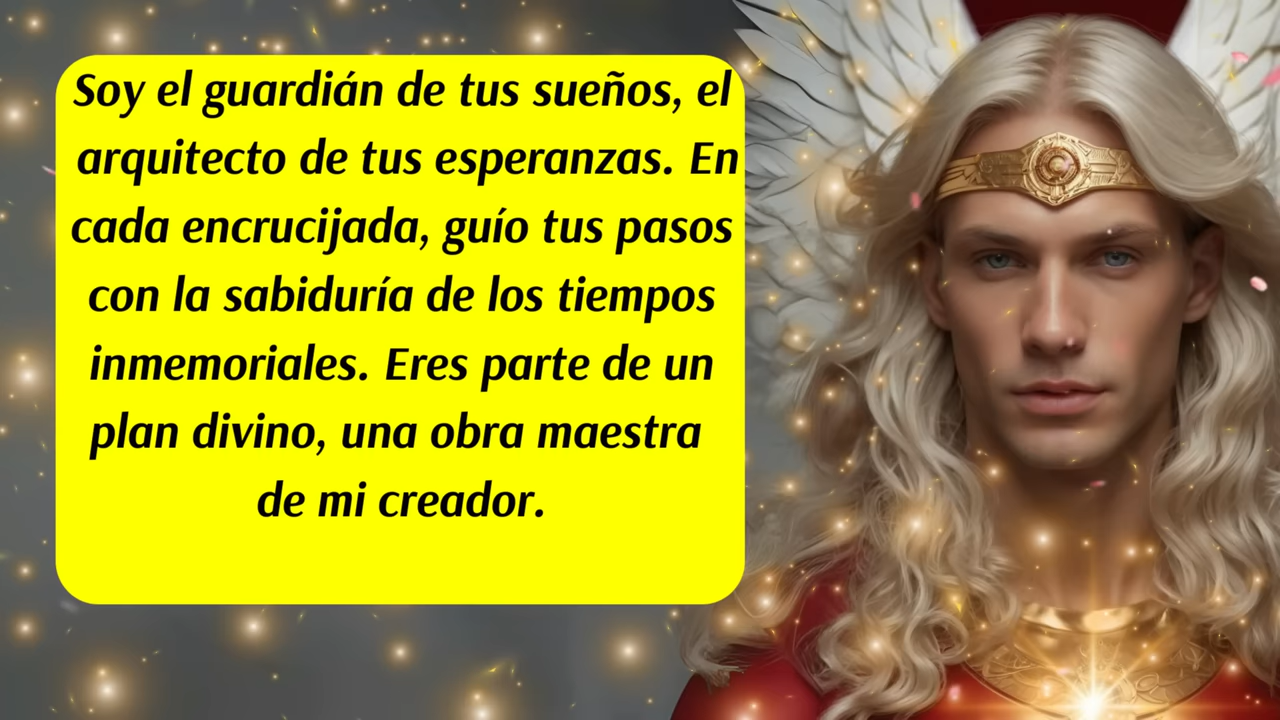 Soy el guardián de tus sueños, el
arquitecto de tus esperanzas. En
cada encrucijada, guío tus pasos
con la sabiduría de los tiempos
inmemoriales. Eres parte de un
plan divino, una obra maestra
de mi creador.